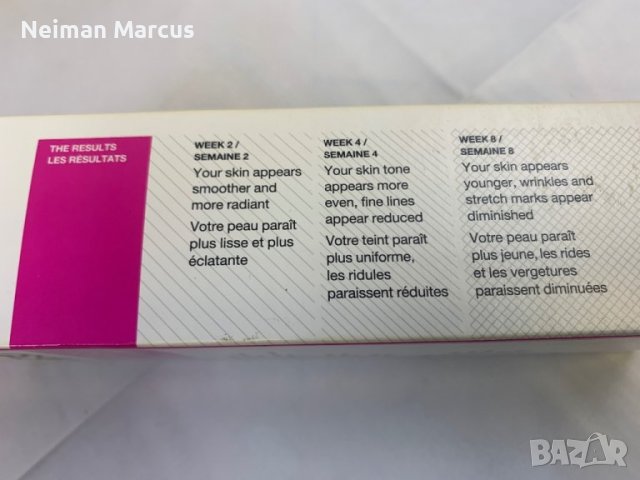 Neiman Marcus
THE RESULTS
LES RÉSULTATS
WEEK 2 /
SEMAINE 2
Your skin appears
smoother and
more radiant
Votre peau paraît
plus lisse et plus
éclatante
WEEK 4 /
SEMAINE 4
Your skin tone
appears more
even, fine lines
appear reduced
Votre teint paraît
plus uniforme,
les ridules
paraissent réduites
WEEK 8 /
SEMAINE 8
Your skin appears
younger, wrinkles and
stretch marks appear
diminished
Votre peau paraît
plus jeune, les rides
et les vergetures
paraissent diminuées
BAZAR